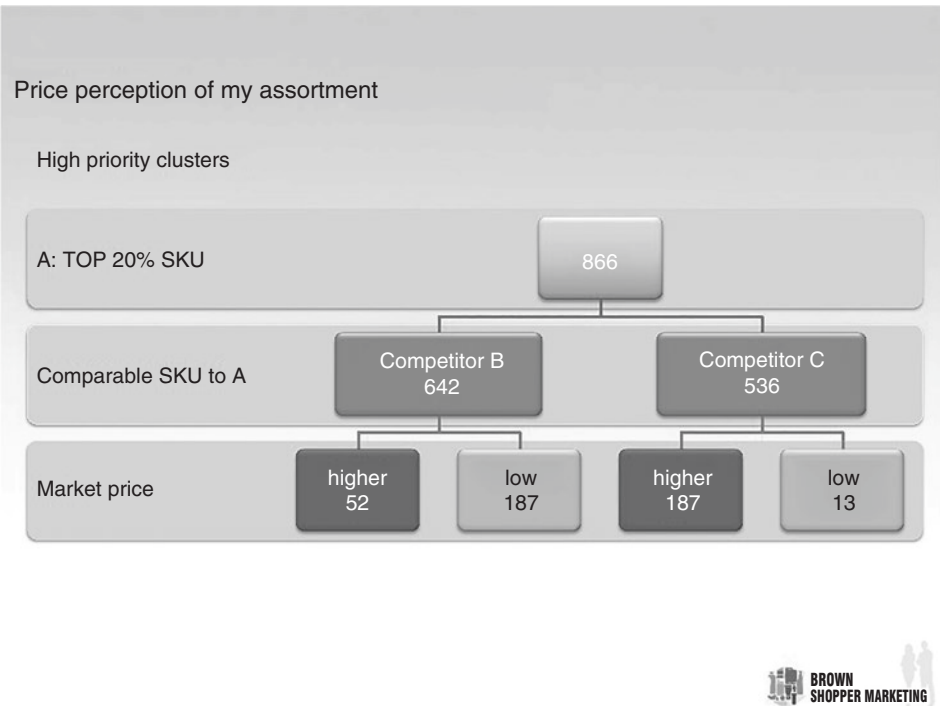 Price perception of my assortment
High priority clusters
A: TOP 20% SKU
866
Comparable SKU to A
Competitor B
642
Competitor C
536
Market price
higher
52
low
187
higher
187
low
13
BROWN
SHOPPER MARKETING